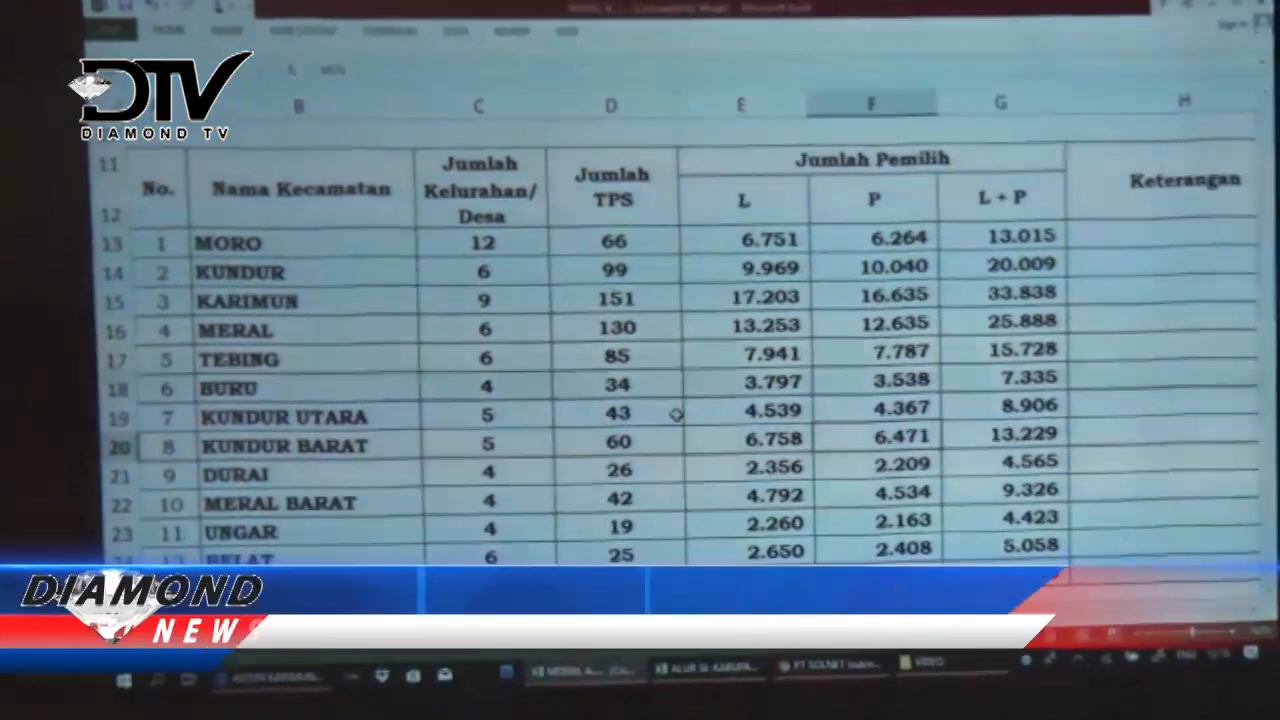 DTV
DIAMOND TV
B C D E F G H
11 Jumlah Jumlah Pemilih
No. Nama Kecamatan Kelurahan/ Jumlah Keterangan
12 Desa TPS L P L + P
13 1 MORO 12 66 6.751 6.264 13.015
14 2 KUNDUR 6 99 9.969 10.040 20.009
15 3 KARIMUN 9 151 17.203 16.635 33.838
16 4 MERAL 6 130 13.253 12.635 25.888
17 5 TEBING 6 85 7.941 7.787 15.728
18 6 BURU 4 34 3.797 3.538 7.335
19 7 KUNDUR UTARA 5 43 4.539 4.367 8.906
20 8 KUNDUR BARAT 5 60 6.758 6.471 13.229
21 9 DURAI 4 26 2.356 2.209 4.565
22 10 MERAL BARAT 4 42 4.792 4.534 9.326
23 11 UNGAR 4 19 2.260 2.163 4.423
24 12 BELAT 6 25 2.650 2.408 5.058
DIAMOND
NEWS
VIDEO